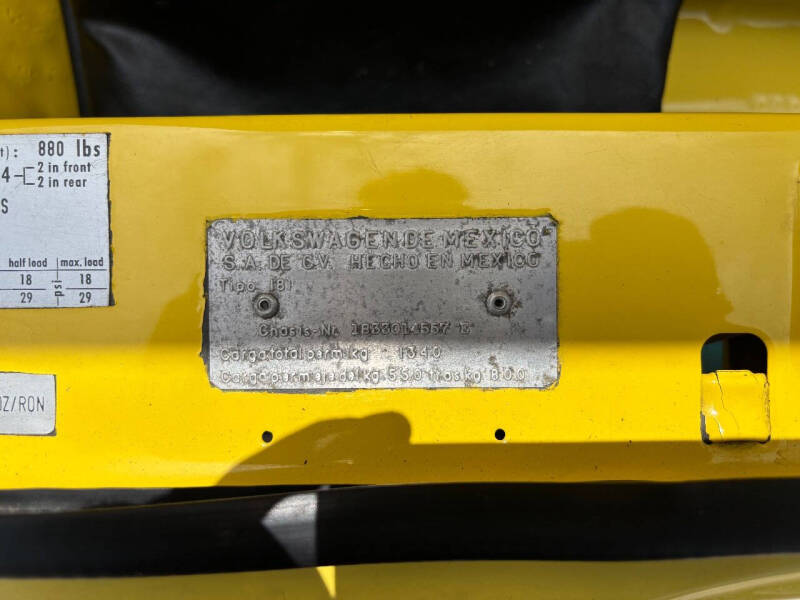 t): 880 lbs
4 2 in front
2 in rear
S
half load max. load
18 psi 18
29 29
VOLKSWAGEN DE MEXICO
S.A. DE C.V. HECHO EN MEXICO
Tipo 181
Chasis-Nr.
Carga total perm. kg 1340
Carga perm eje del kg 550 tras kg 800
OZ/RON